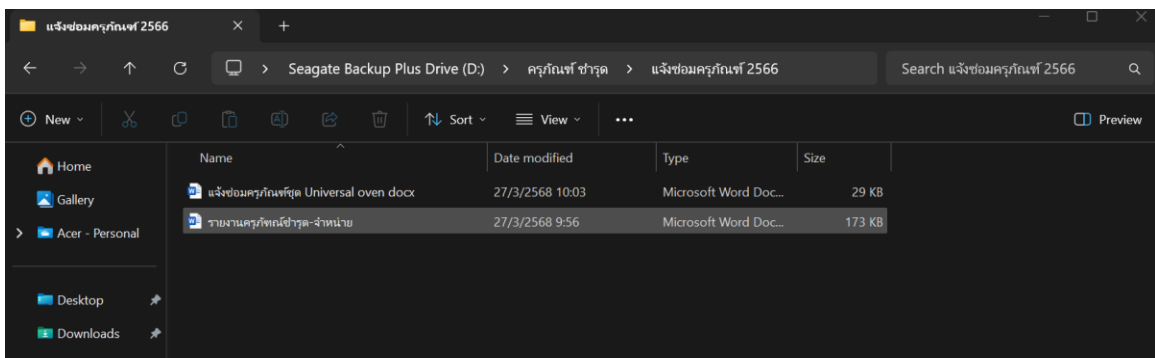 แจ้งซ่อมครุภัณฑ์ 2566
Seagate Backup Plus Drive (D:) > ครุภัณฑ์ ชำรุด > แจ้งซ่อมครุภัณฑ์ 2566 Search แจ้งซ่อมครุภัณฑ์ 2566
New Sort View ... Preview
Home Name Date modified Type Size
Gallery แจ้งซ่อมครุภัณฑ์ชุด Universal oven docx 27/3/2568 10:03 Microsoft Word Doc... 29 KB
Acer - Personal รายงานครุภัฑณ์ชำรุด-จำหน่าย 27/3/2568 9:56 Microsoft Word Doc... 173 KB
Desktop
Downloads